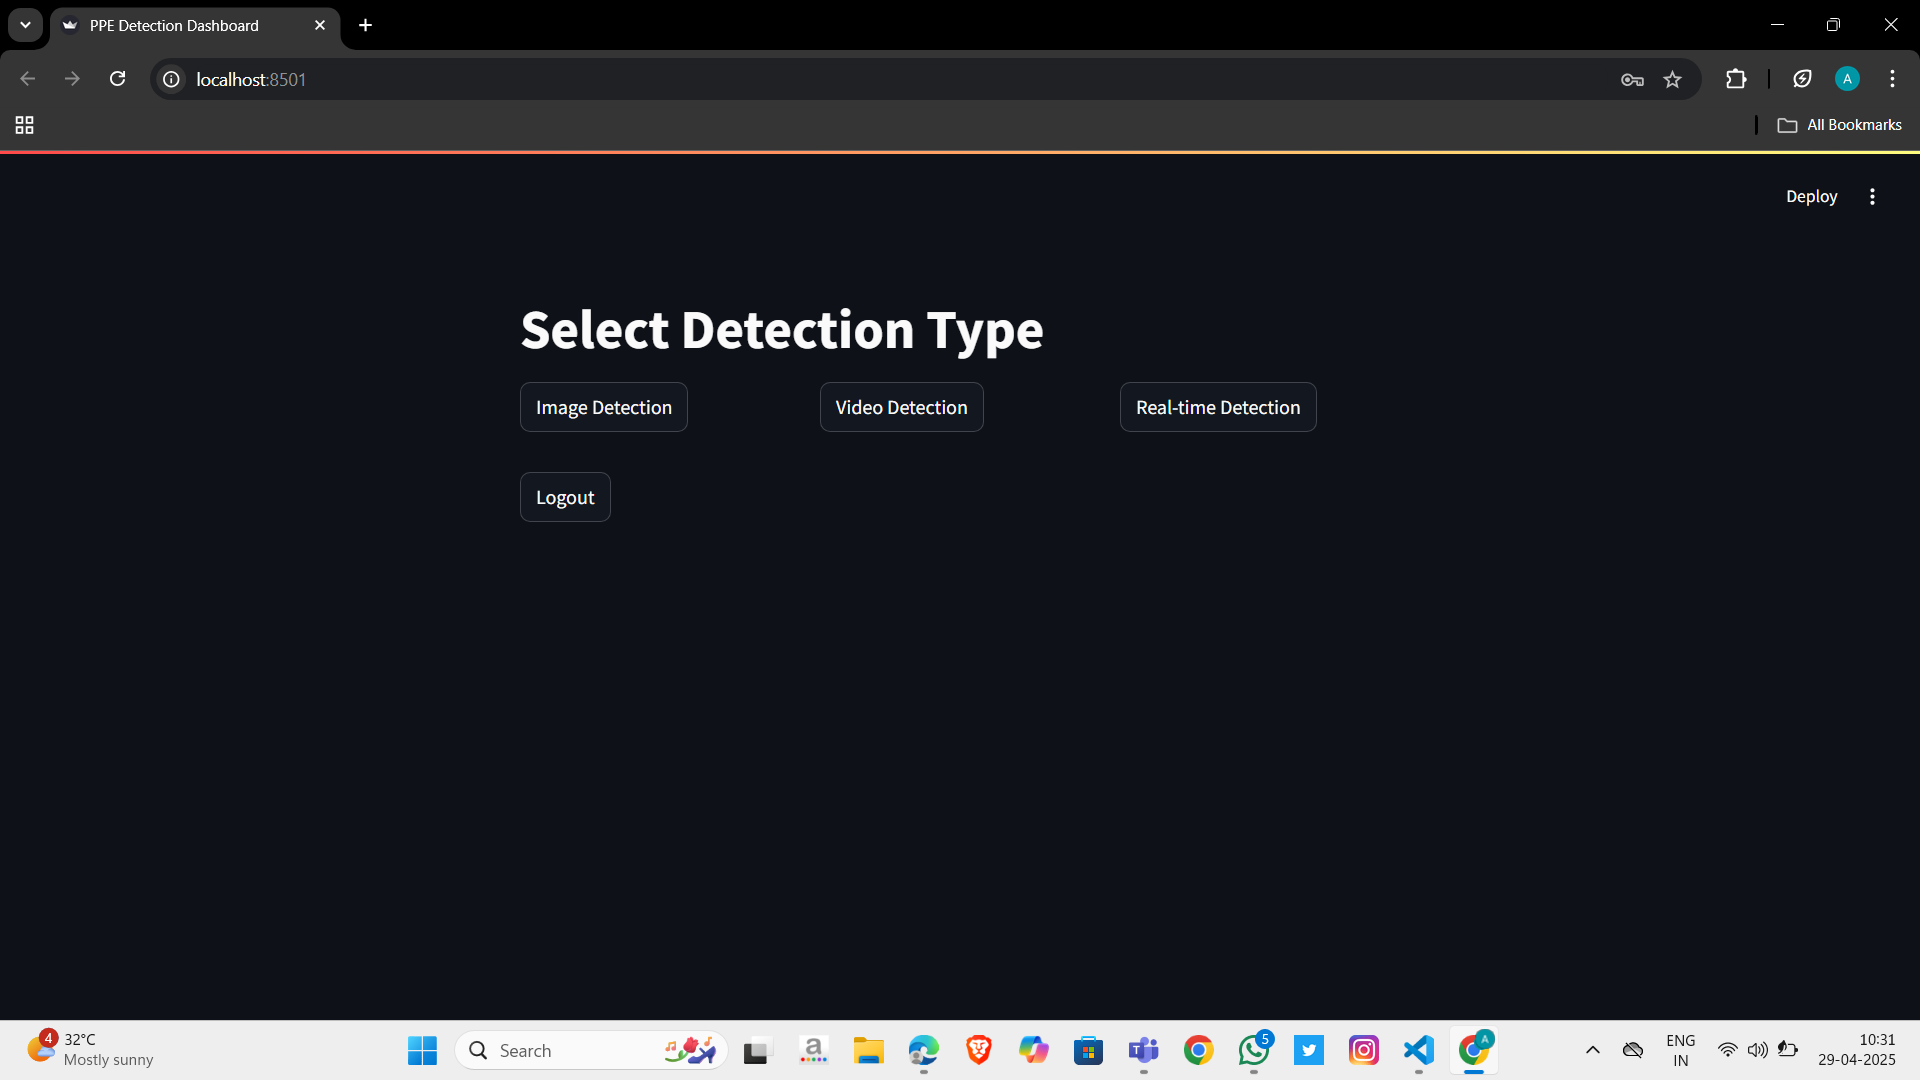 PPE Detection Dashboard
localhost:8501
A
All Bookmarks
Deploy
Select Detection Type
Image Detection
Video Detection
Real-time Detection
Logout
4
32°C
Mostly sunny
Search
a
T
5
A
ENG
IN
10:31
29-04-2025